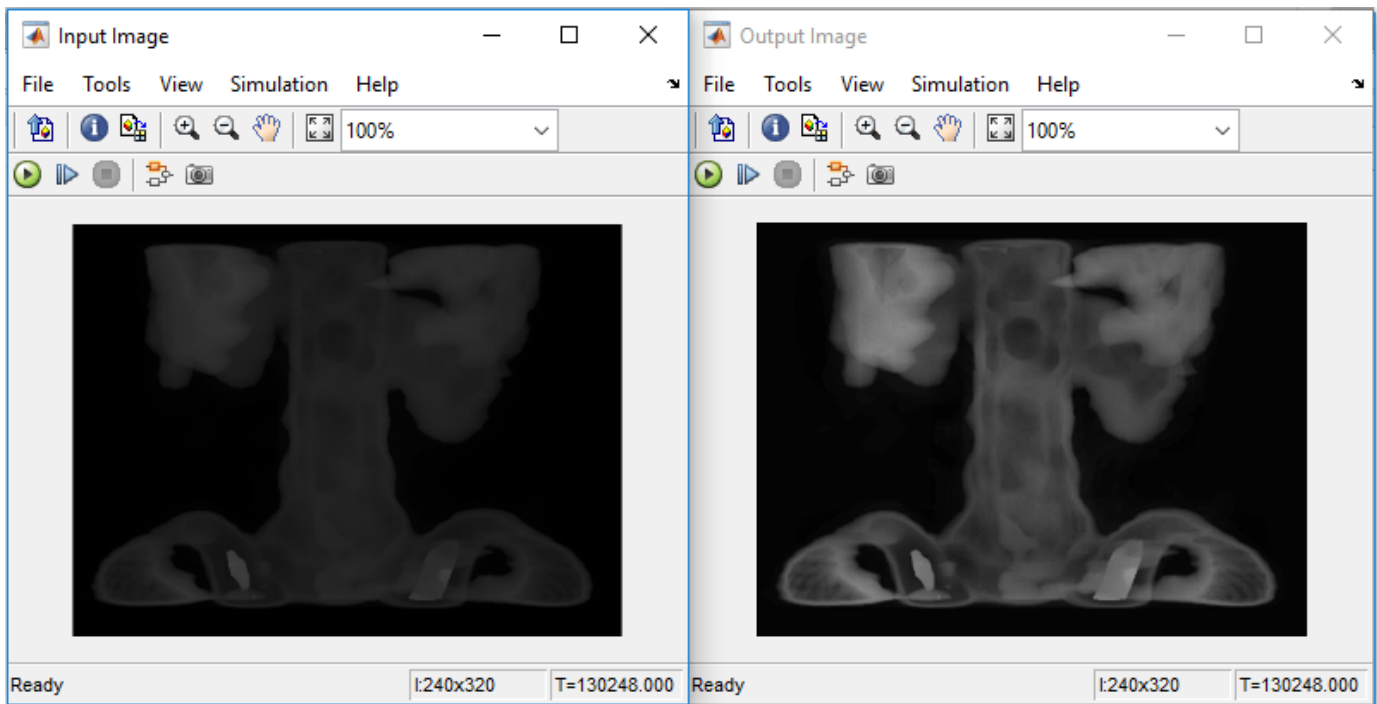 Input Image
File Tools View Simulation Help
100%
Ready I:240x320 T=130248.000
Output Image
File Tools View Simulation Help
100%
Ready I:240x320 T=130248.000